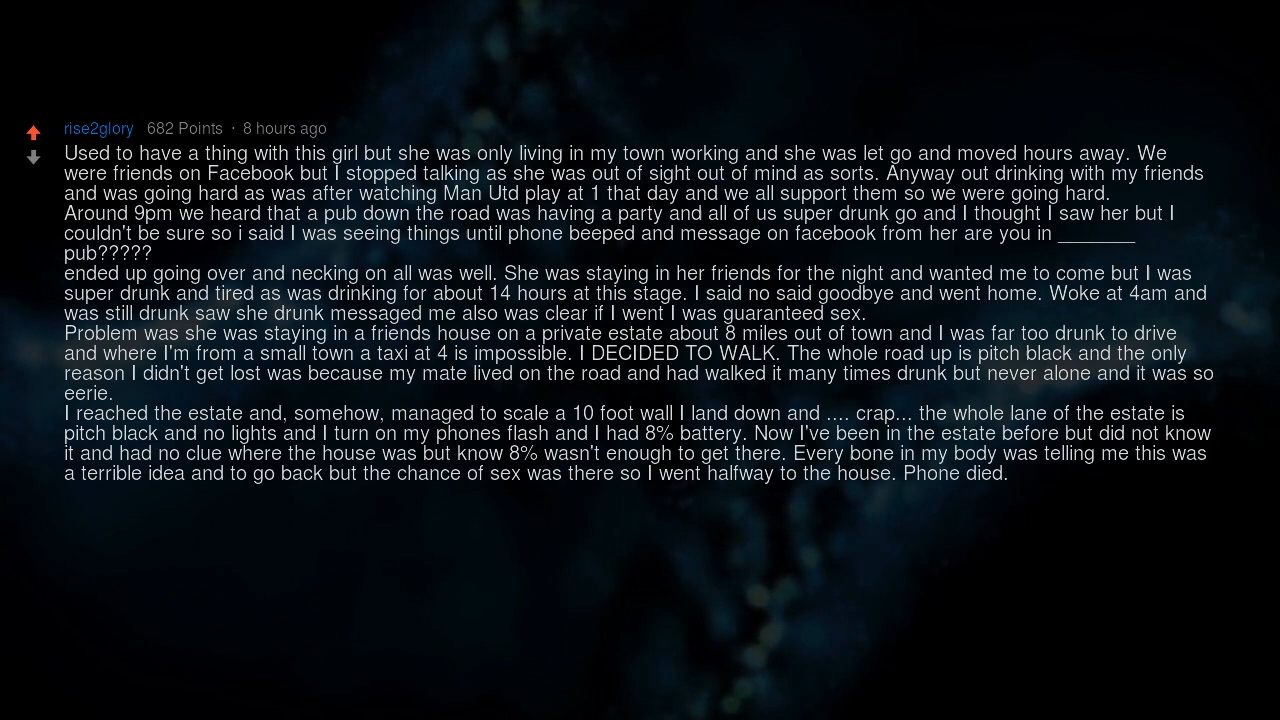 rise2glory 682 Points · 8 hours ago
Used to have a thing with this girl but she was only living in my town working and she was let go and moved hours away. We
were friends on Facebook but I stopped talking as she was out of sight out of mind as sorts. Anyway out drinking with my friends
and was going hard as was after watching Man Utd play at 1 that day and we all support them so we were going hard.
Around 9pm we heard that a pub down the road was having a party and all of us super drunk go and I thought I saw her but I
couldn't be sure so i said I was seeing things until phone beeped and message on facebook from her are you in _______
pub?????
ended up going over and necking on all was well. She was staying in her friends for the night and wanted me to come but I was
super drunk and tired as was drinking for about 14 hours at this stage. I said no said goodbye and went home. Woke at 4am and
was still drunk saw she drunk messaged me also was clear if I went I was guaranteed sex.
Problem was she was staying in a friends house on a private estate about 8 miles out of town and I was far too drunk to drive
and where I'm from a small town a taxi at 4 is impossible. I DECIDED TO WALK. The whole road up is pitch black and the only
reason I didn't get lost was because my mate lived on the road and had walked it many times drunk but never alone and it was so
eerie.
I reached the estate and, somehow, managed to scale a 10 foot wall I land down and .... crap... the whole lane of the estate is
pitch black and no lights and I turn on my phones flash and I had 8% battery. Now I've been in the estate before but did not know
it and had no clue where the house was but know 8% wasn't enough to get there. Every bone in my body was telling me this was
a terrible idea and to go back but the chance of sex was there so I went halfway to the house. Phone died.